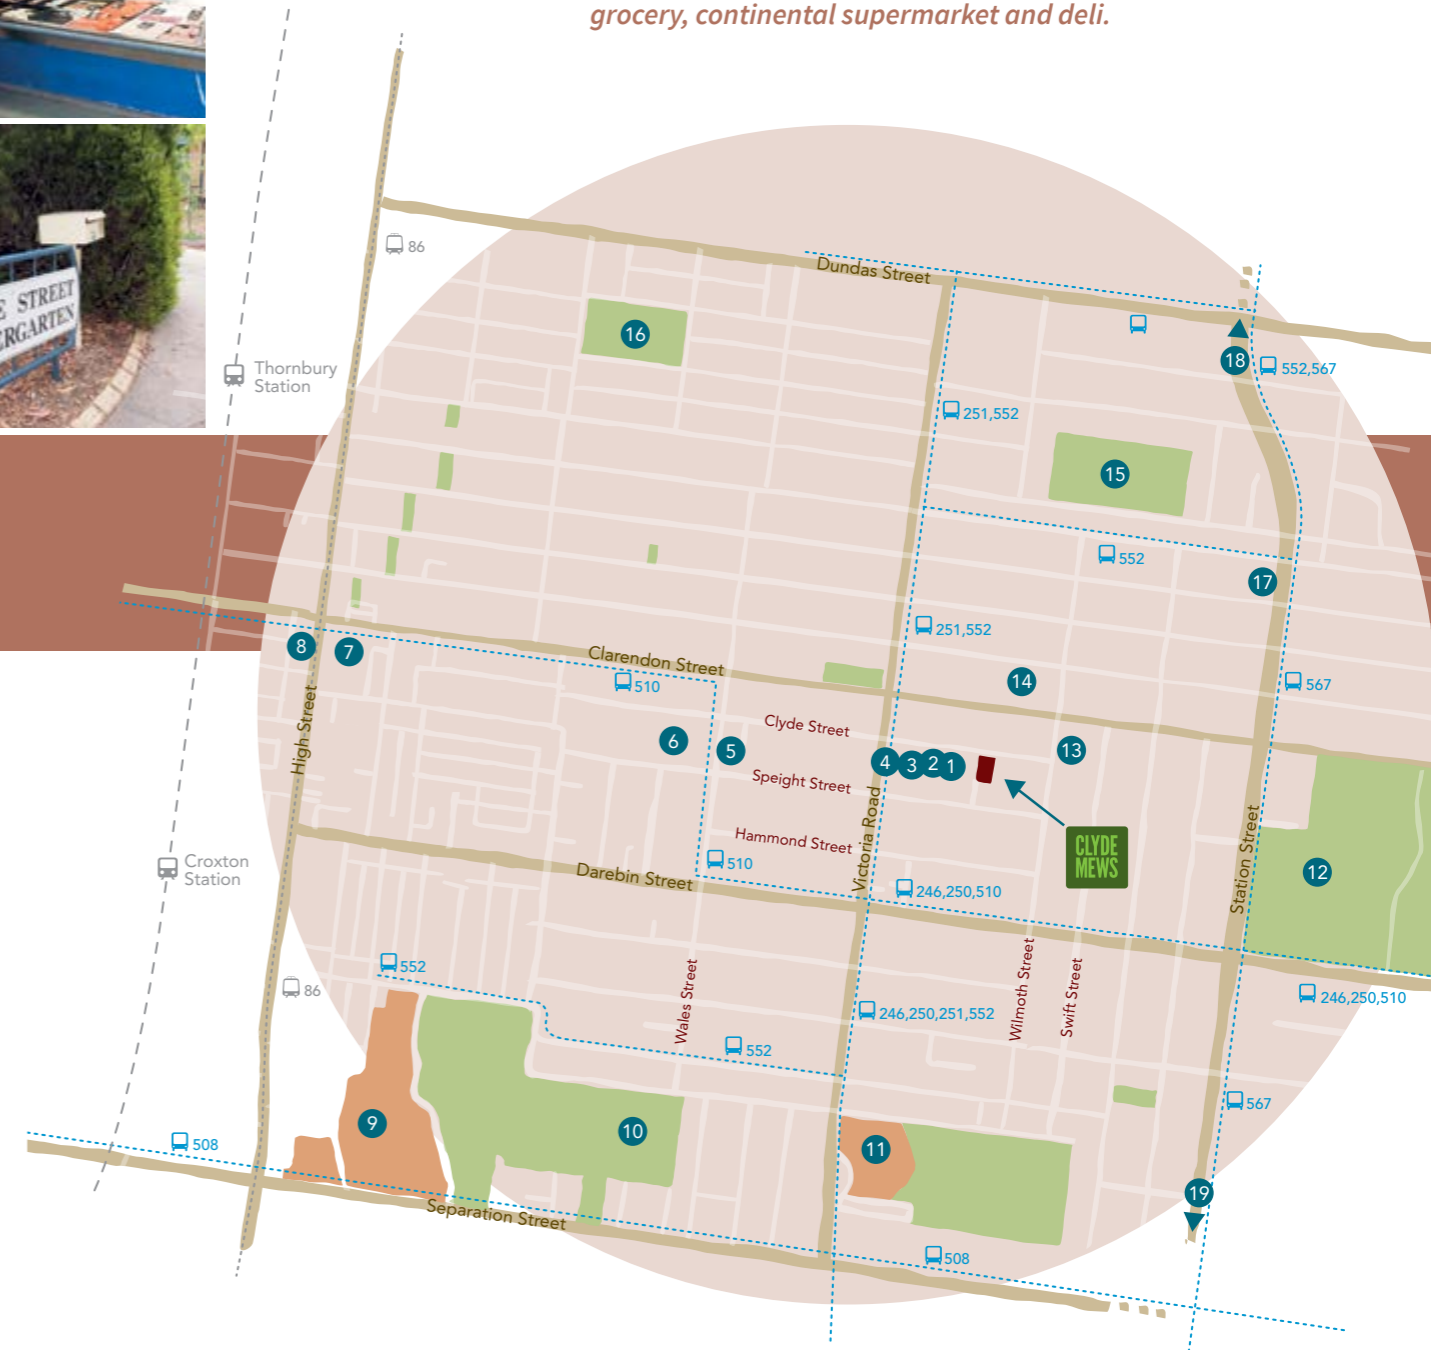 grocery, continental supermarket and deli.
E STREET
ERGARTEN
86
Dundas Street
16
18
552,567
Thornbury
Station
251,552
15
552
17
251,552
8
7
Clarendon Street
510
14
567
Clyde Street
6
5
13
4
3
2
1
High Street
Speight Street
Hammond Street
Victoria Road
CLYDE
MEWS
Station Street
510
Croxton
Station
Darebin Street
246,250,510
12
552
86
Wales Street
246,250,251,552
Wilmoth Street
Swift Street
246,250,510
552
567
9
10
11
508
19
Separation Street
508